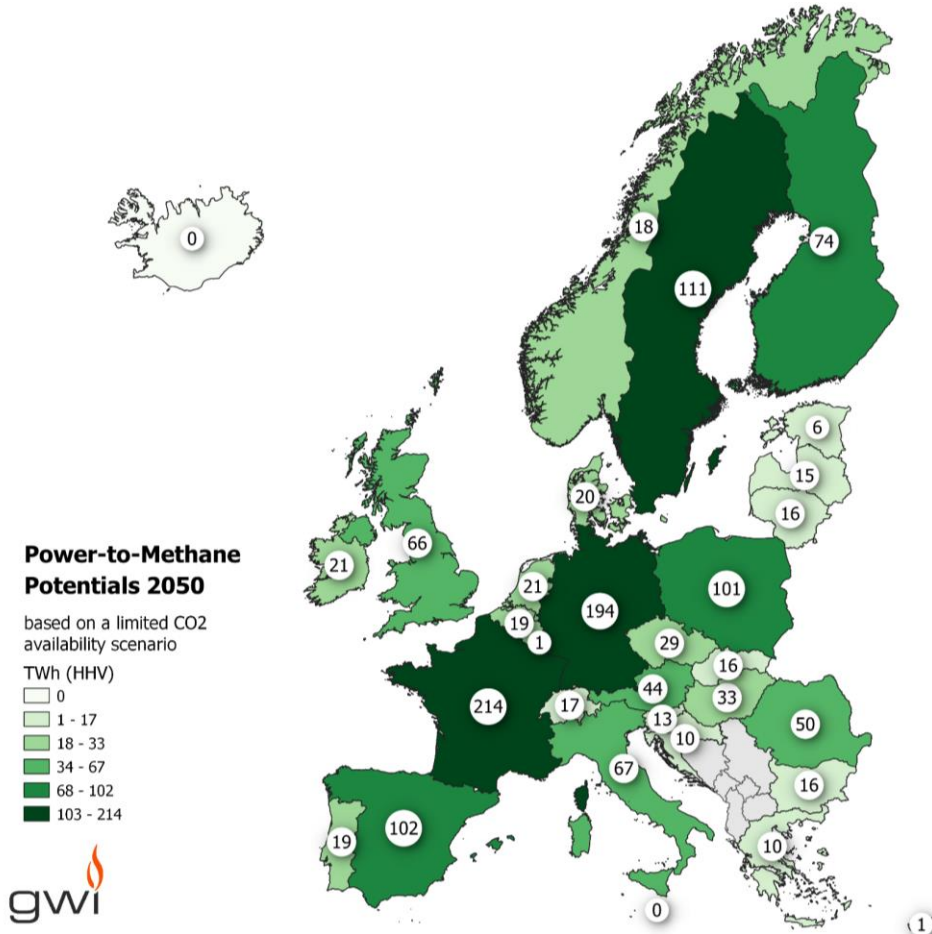 0
18
111
74
6
15
16
20
66
21
Power-to-Methane
Potentials 2050
based on a limited CO2
availability scenario
TWh (HHV)
0
1 - 17
18 - 33
34 - 67
68 - 102
103 - 214
21
19
1
194
101
29
16
44
33
214
17
13
10
50
67
16
102
19
10
0
1
gwi